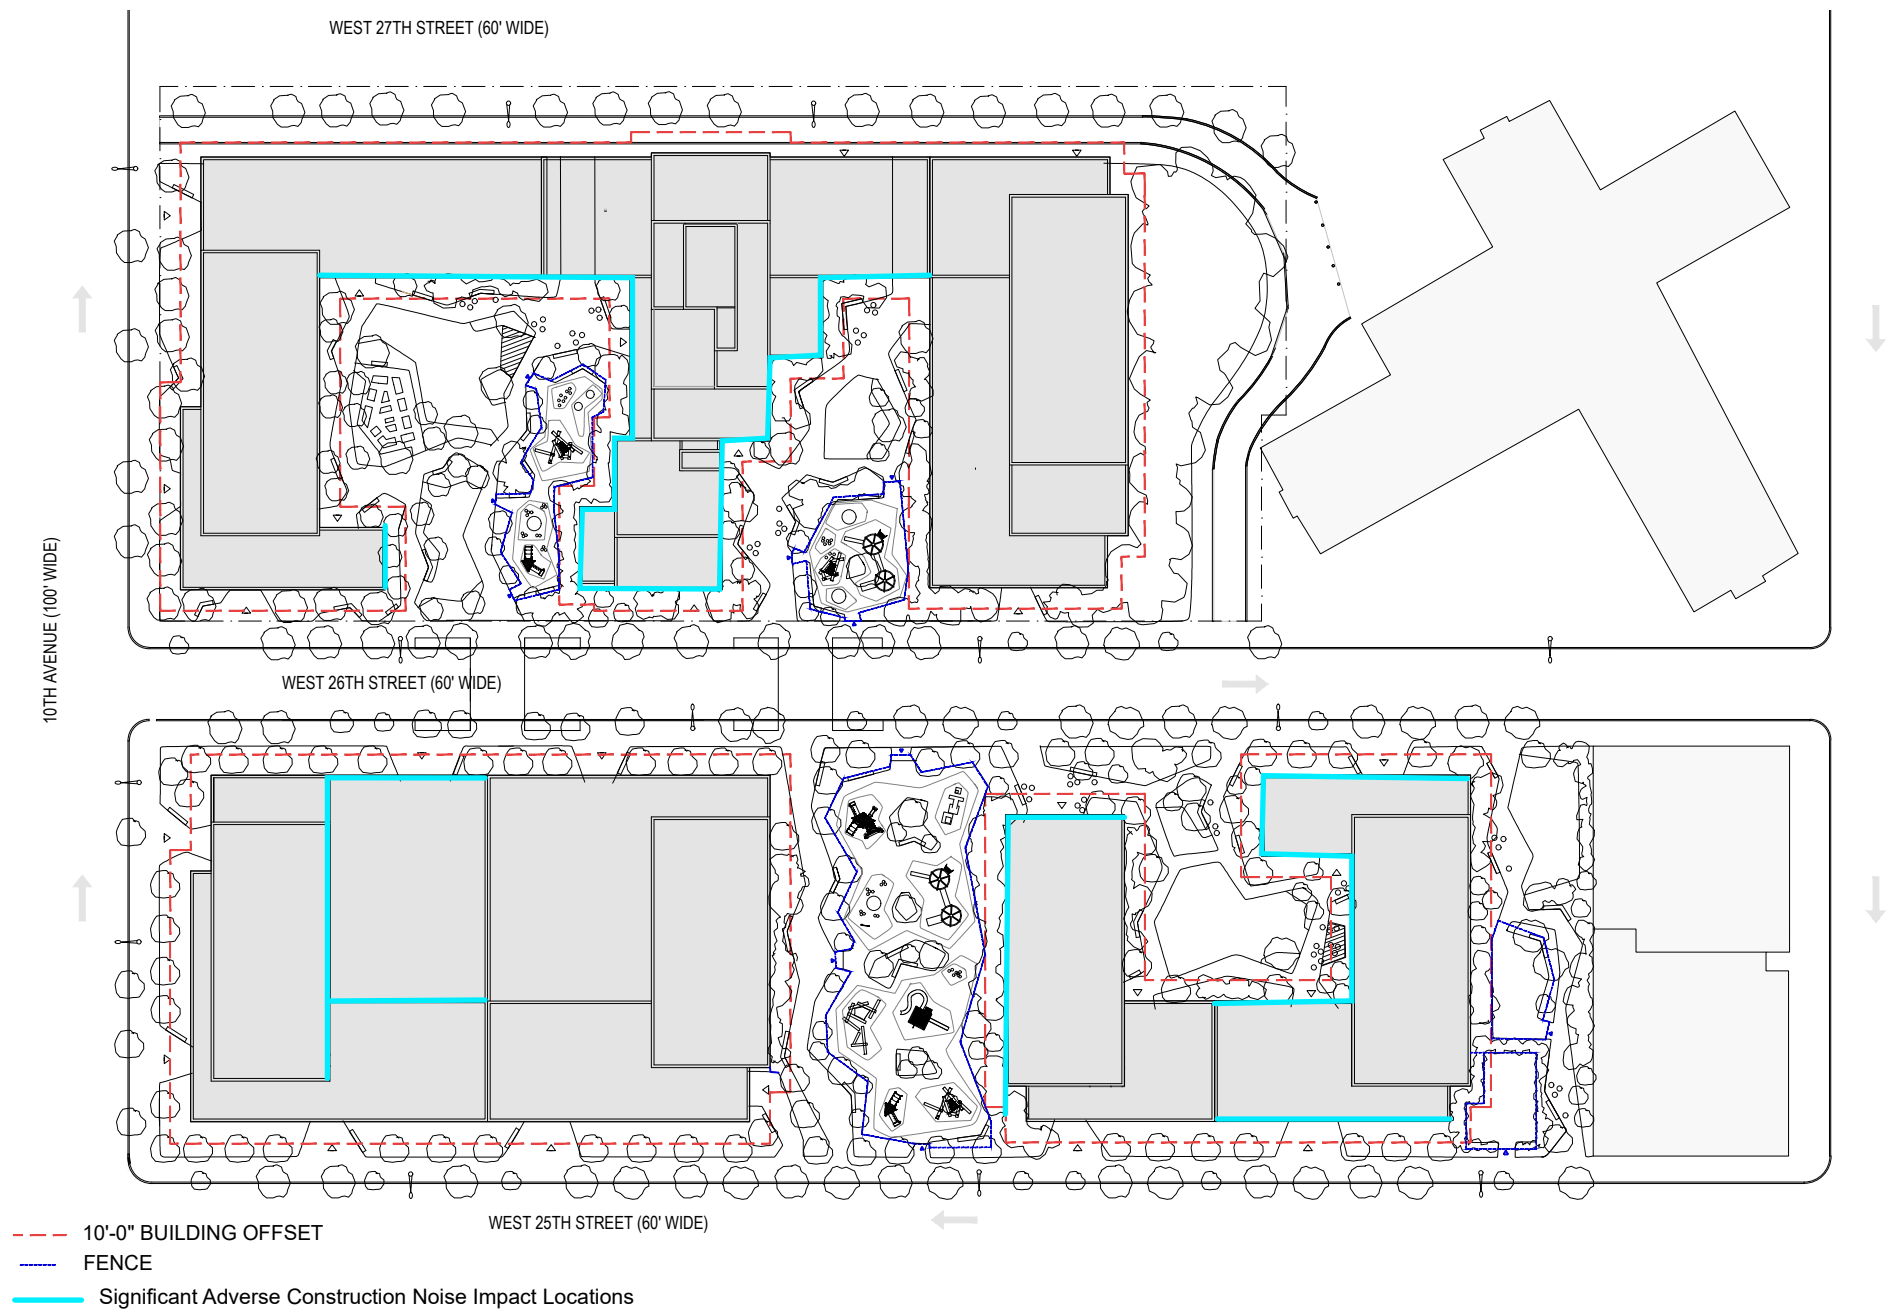 WEST 27TH STREET (60' WIDE)
10TH AVENUE (100' WIDE)
WEST 26TH STREET (60' WIDE)
WEST 25TH STREET (60' WIDE)
10'-0" BUILDING OFFSET
FENCE
Significant Adverse Construction Noise Impact Locations